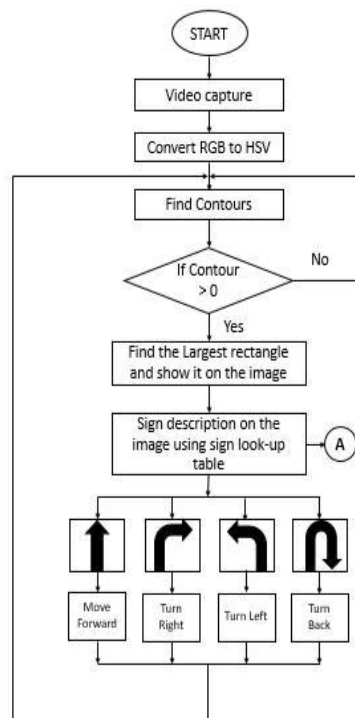 START
Video capture
Convert RGB to HSV
Find Contours
If Contour
> 0
No
Yes
Find the Largest rectangle
and show it on the image
Sign description on the
image using sign look-up
table
A
Move
Forward
Turn
Right
Turn Left
Turn
Back